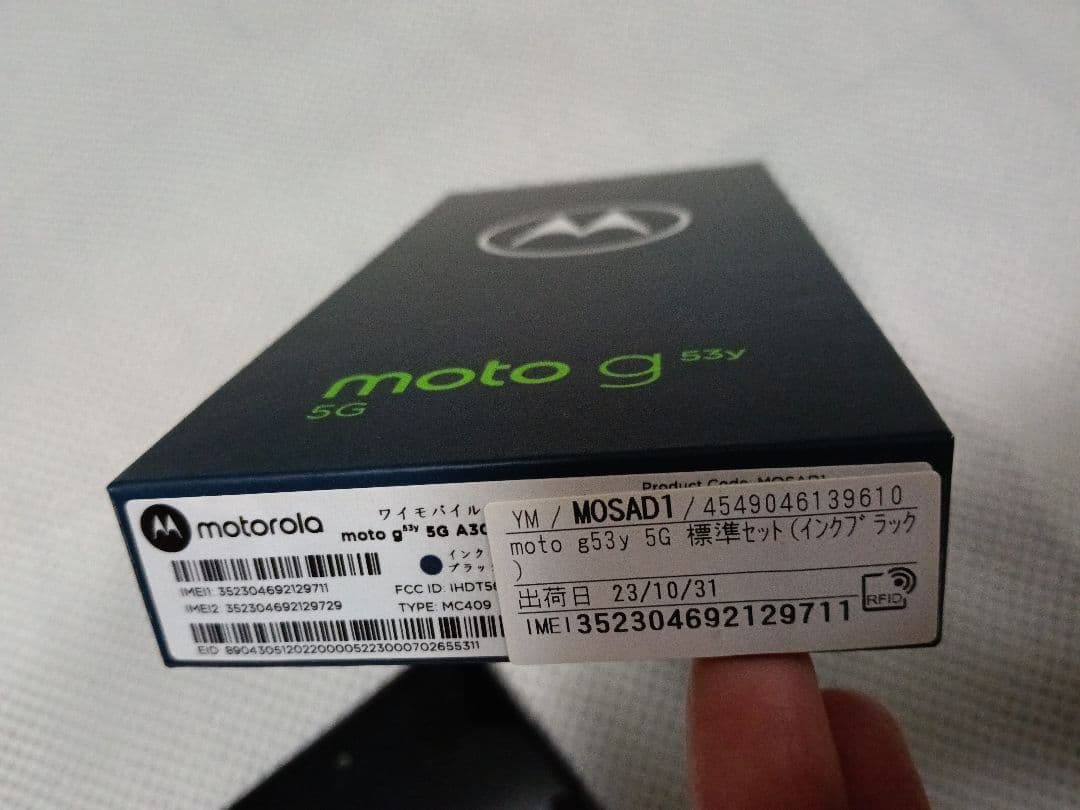 moto g 53y
5G
motorola
ワイモバイル
moto g53y 5G A30
インク
ブラッ
IMEI1: 352304692129711
IMEI2: 352304692129729
FCC ID: IHDT56
TYPE: MC409
EID: 89043051202200005223000702655311
Product Code: MOSAD1
YM / MOSAD1 / 4549046139610
moto g53y 5G 標準セット(インクブラック
)
出荷日 23/10/31
RFID
IMEI 352304692129711